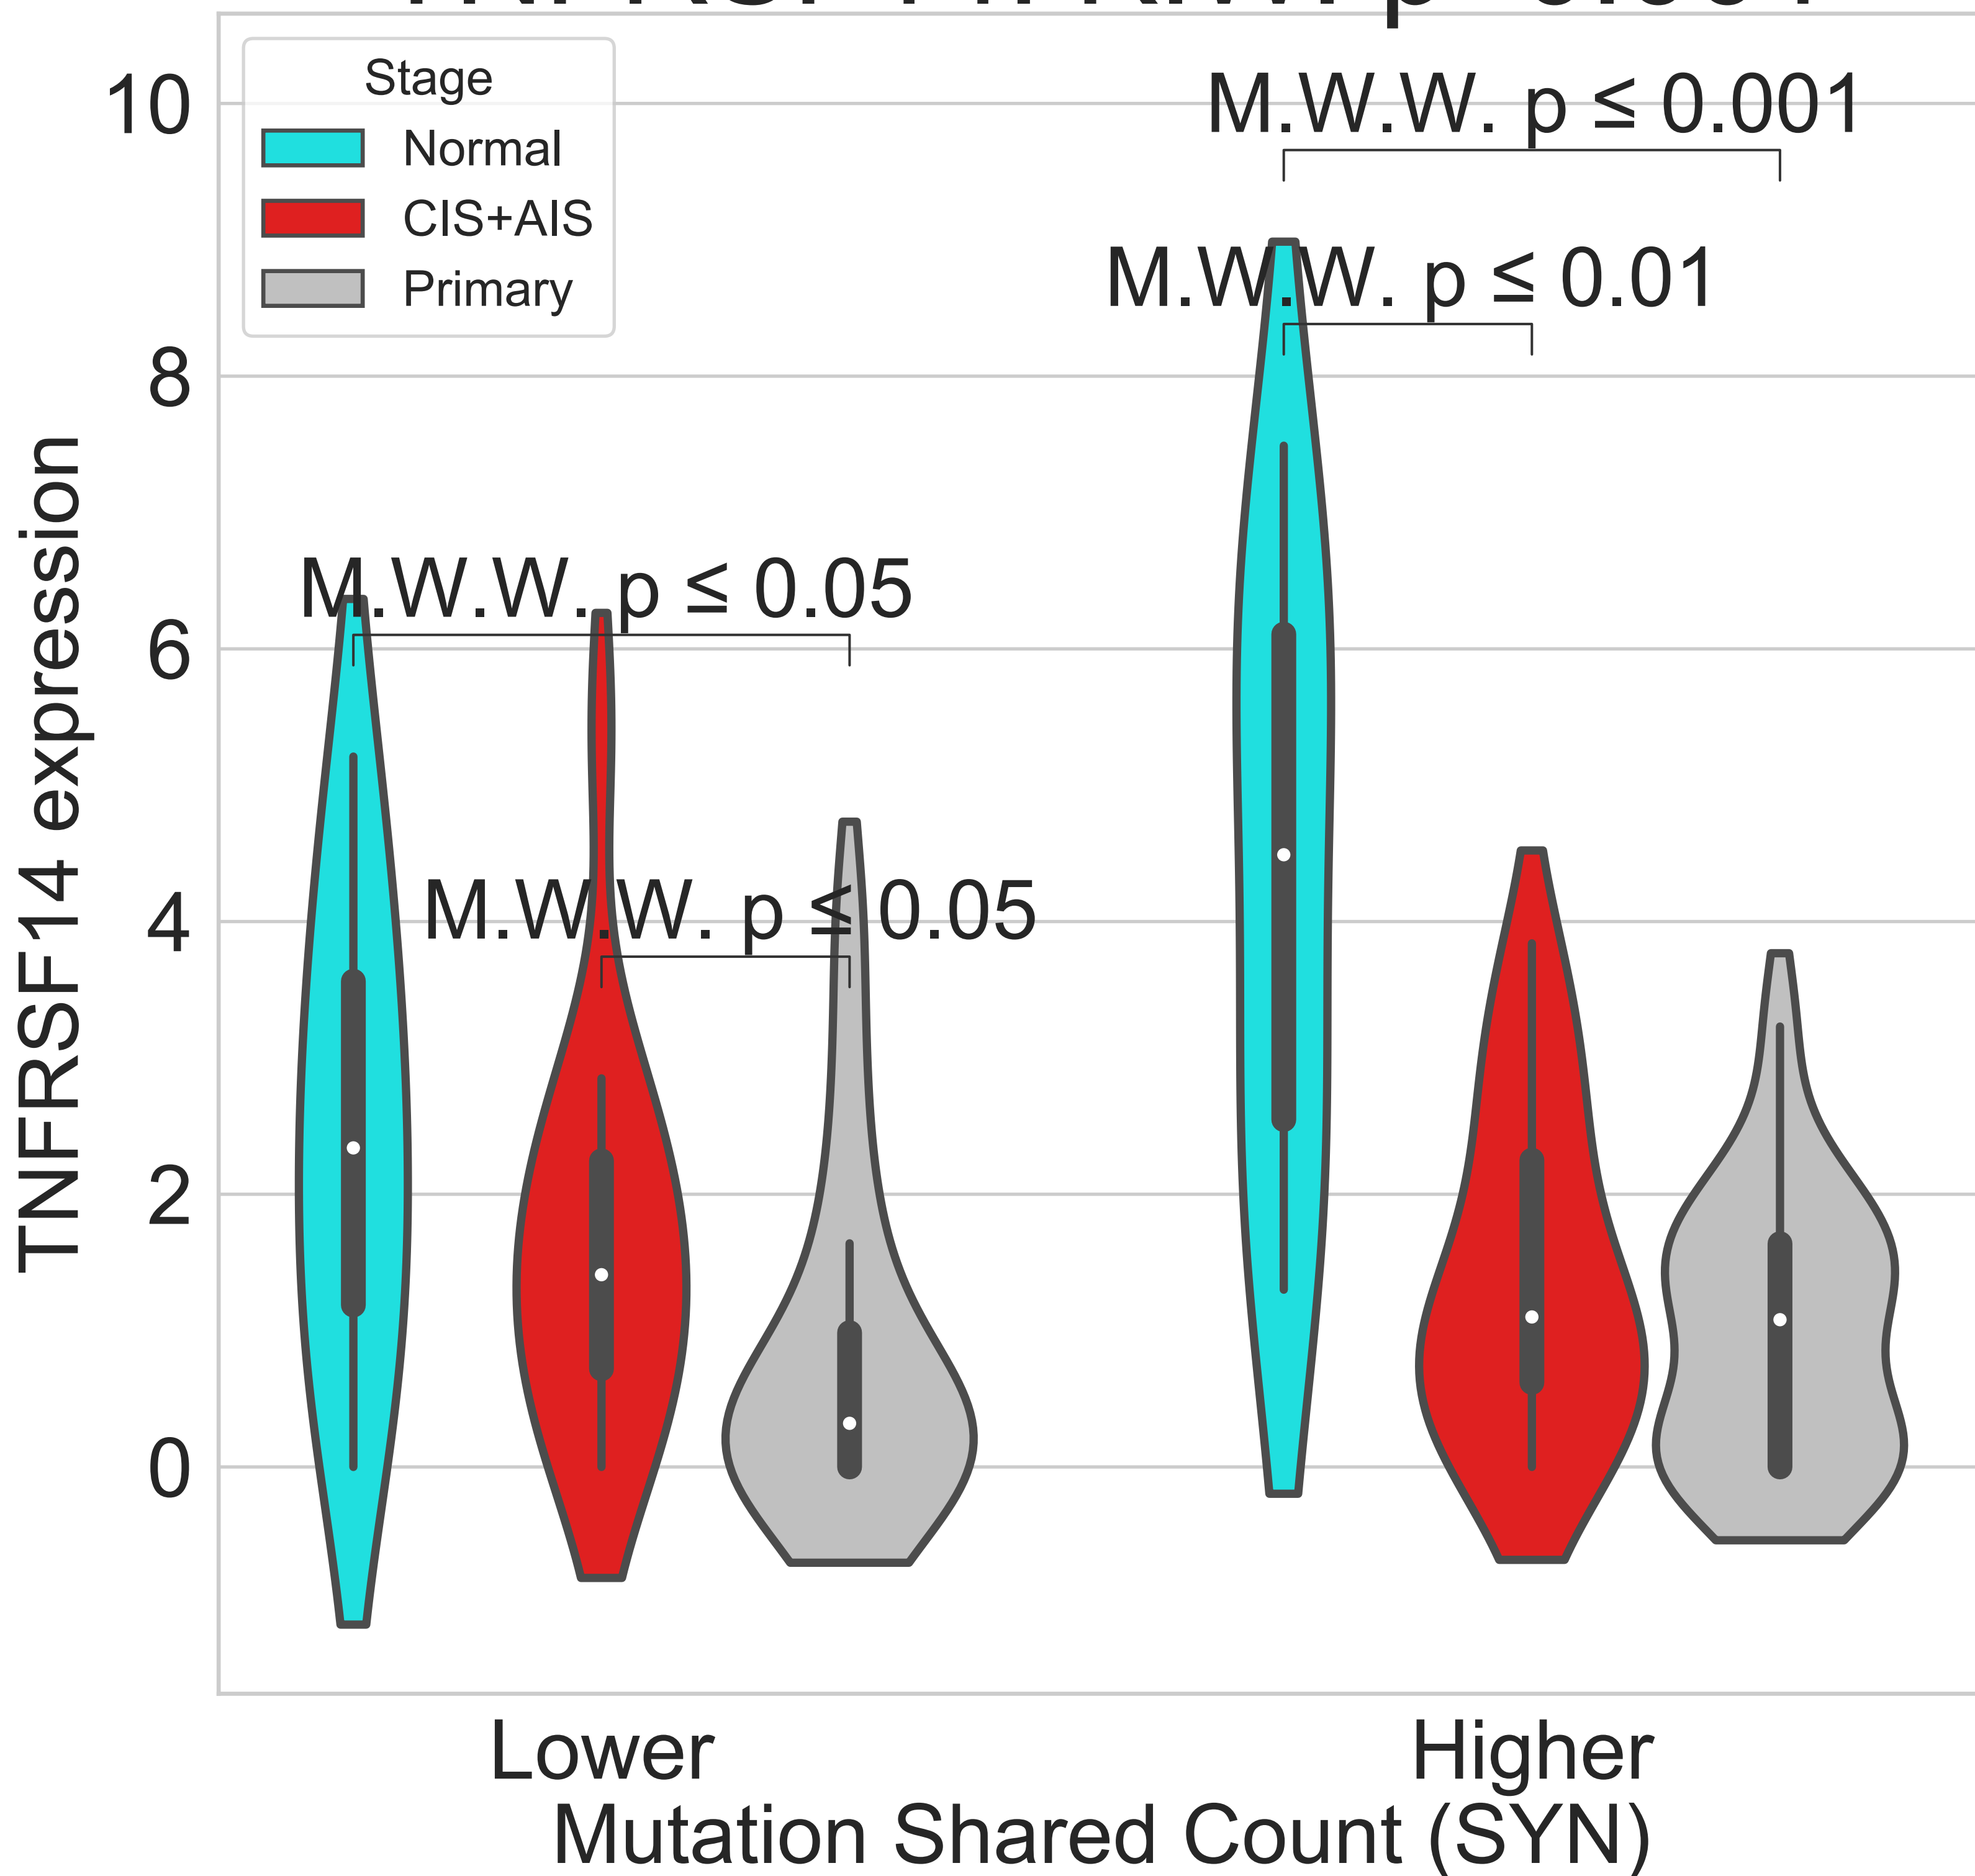 10
8
6
4
2
0
TNFRSF14 expression
Stage
Normal
CIS+AIS
Primary
M.W.W. p ≤ 0.001
M.W.W. p ≤ 0.01
M.W.W. p ≤ 0.05
M.W.W. p ≤ 0.05
Lower
Higher
Mutation Shared Count (SYN)